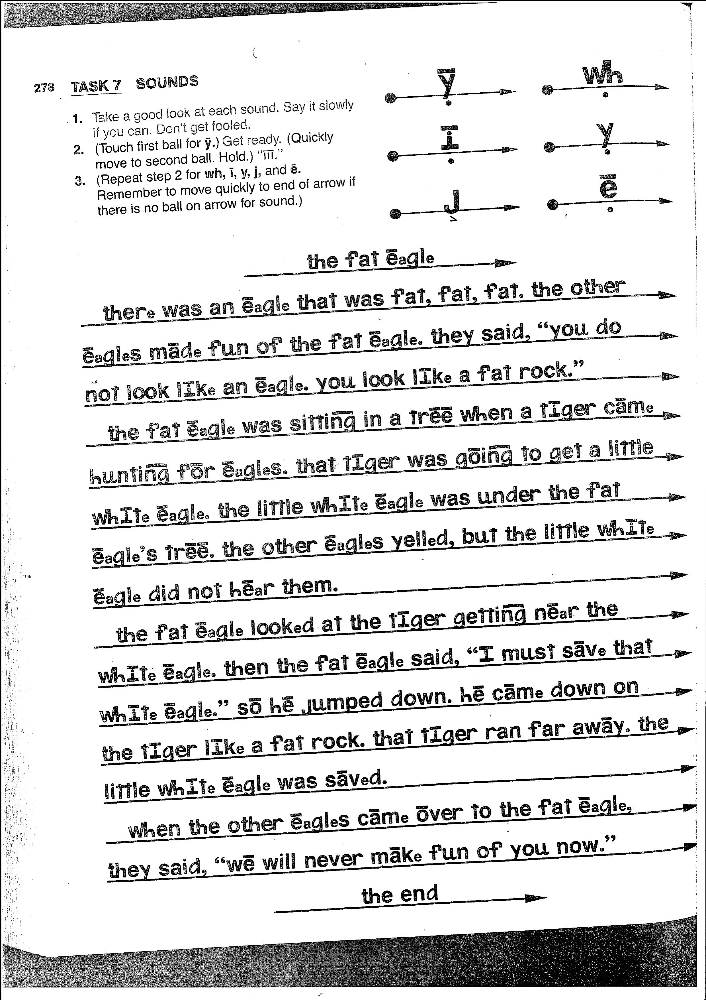 278 TASK 7 SOUNDS
1. Take a good look at each sound. Say it slowly
if you can. Don't get fooled.
2. (Touch first ball for ȳ.) Get ready. (Quickly
move to second ball. Hold.) “īīī.”
3. (Repeat step 2 for wh, ī, y, j, and ē.
Remember to move quickly to end of arrow if
there is no ball on arrow for sound.)
ȳ wh
ī y
j ē
the fat ēagle
there was an ēagle that was fat, fat, fat. the other
ēagles māde fun of the fat ēagle. they said, “you do
not look līke an ēagle. you look līke a fat rock.”
the fat ēagle was sittin͞g in a trēē when a tīger cāme
huntin͞g fōr ēagles. that tīger was gōin͞g to get a little
whīte ēagle. the little whīte ēagle was under the fat
ēagle’s trēē. the other ēagles yelled, but the little whīte
ēagle did not hēar them.
the fat ēagle looked at the tīger gettin͞g nēar the
whīte ēagle. then the fat ēagle said, “I must sāve that
whīte ēagle.” sō hē jumped down. hē cāme down on
the tīger līke a fat rock. that tīger ran far awāy. the
little whīte ēagle was sāved.
when the other ēagles cāme ōver to the fat ēagle,
they said, “wē will never māke fun of you now.”
the end